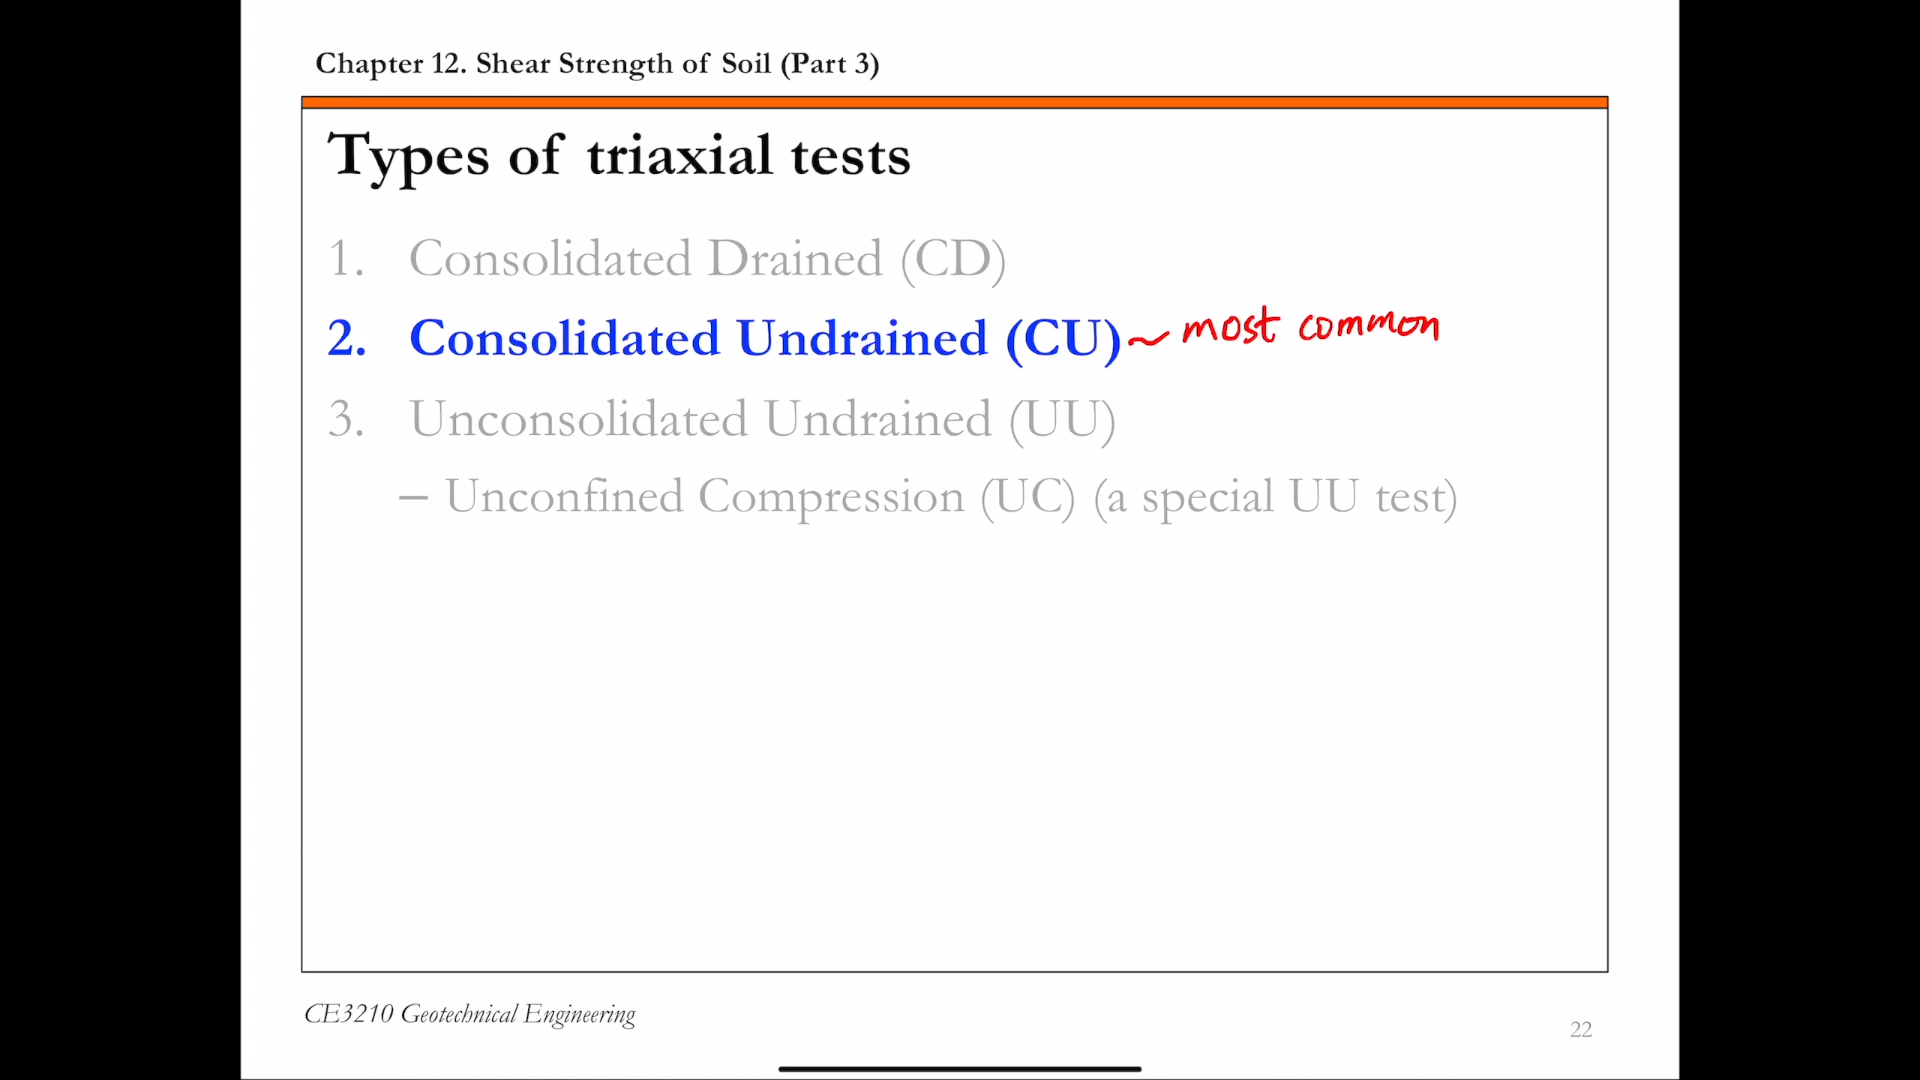 Chapter 12. Shear Strength of Soil (Part 3)
Types of triaxial tests
1. Consolidated Drained (CD)
2. Consolidated Undrained (CU) ~ most common
3. Unconsolidated Undrained (UU)
– Unconfined Compression (UC) (a special UU test)
CE3210 Geotechnical Engineering
22